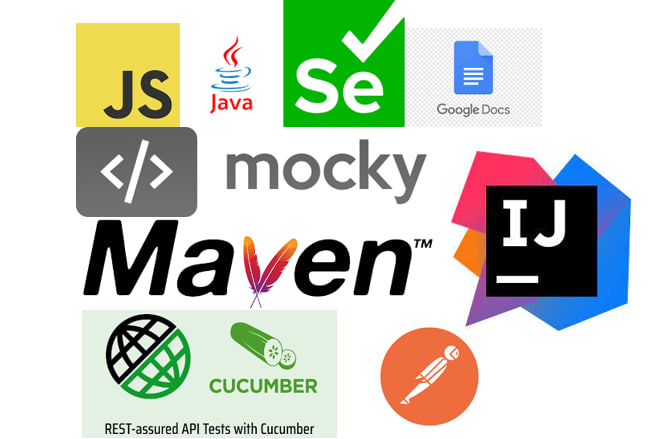 JS
Java
Se
Google Docs
</>
mocky
Maven™
IJ
CUCUMBER
REST-assured API Tests with Cucumber